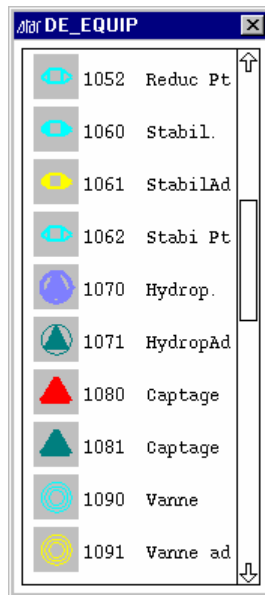 star DE_EQUIP
1052 Reduc Pt
1060 Stabil.
1061 StabilAd
1062 Stabi Pt
1070 Hydrop.
1071 HydropAd
1080 Captage
1081 Captage
1090 Vanne
1091 Vanne ad